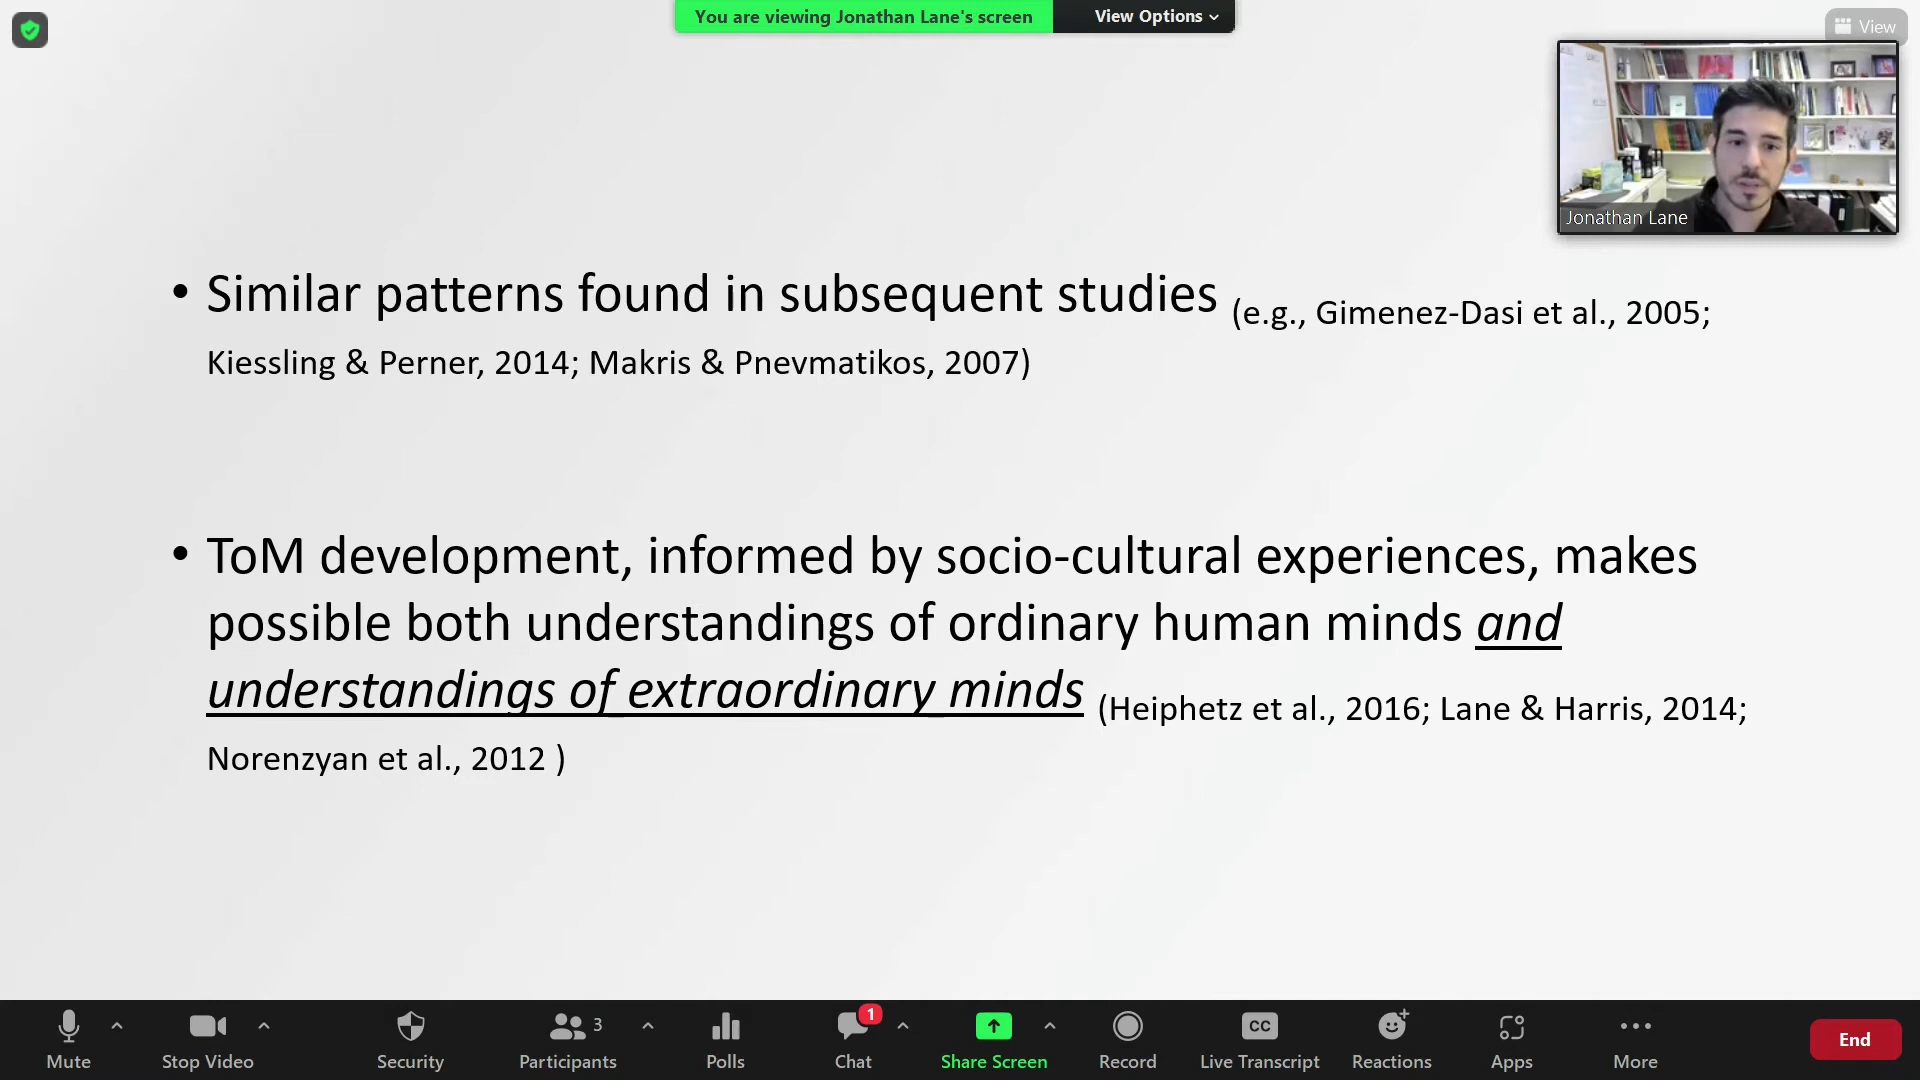 You are viewing Jonathan Lane's screen
View Options
View
Jonathan Lane
• Similar patterns found in subsequent studies (e.g., Gimenez-Dasi et al., 2005;
Kiessling & Perner, 2014; Makris & Pnevmatikos, 2007)
• ToM development, informed by socio-cultural experiences, makes
possible both understandings of ordinary human minds and
understandings of extraordinary minds (Heiphetz et al., 2016; Lane & Harris, 2014;
Norenzyan et al., 2012 )
3
1
CC
Mute
Stop Video
Security
Participants
Polls
Chat
Share Screen
Record
Live Transcript
Reactions
Apps
More
End